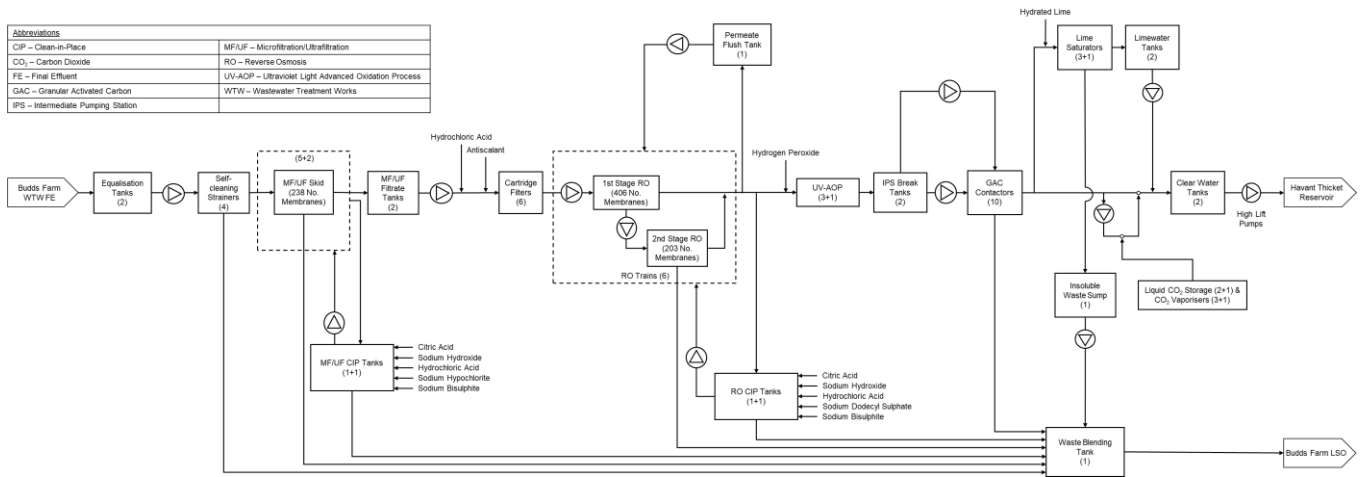 Abbreviations
CIP – Clean-in-Place
MF/UF – Microfiltration/Ultrafiltration
CO₂ – Carbon Dioxide
RO – Reverse Osmosis
FE – Final Effluent
UV-AOP – Ultraviolet Light Advanced Oxidation Process
GAC – Granular Activated Carbon
WTW – Wastewater Treatment Works
IPS – Intermediate Pumping Station
Permeate
Flush Tank
(1)
Hydrated Lime
Lime
Saturators
(3+1)
Limewater
Tanks
(2)
Budds Farm
WTW FE
Equalisation
Tanks
(2)
Self-
cleaning
Strainers
(4)
(5+2)
MF/UF Skid
(238 No.
Membranes)
MF/UF
Filtrate
Tanks
(2)
Hydrochloric Acid
Antiscalant
Cartridge
Filters
(6)
1st Stage RO
(406 No.
Membranes)
2nd Stage RO
(203 No.
Membranes)
RO Trains (6)
Hydrogen Peroxide
UV-AOP
(3+1)
IPS Break
Tanks
(2)
GAC
Contactors
(10)
Clear Water
Tanks
(2)
High Lift
Pumps
Havant Thicket
Reservoir
Insoluble
Waste Sump
(1)
Liquid CO₂ Storage (2+1) &
CO₂ Vaporisers (3+1)
MF/UF CIP Tanks
(1+1)
Citric Acid
Sodium Hydroxide
Hydrochloric Acid
Sodium Hypochlorite
Sodium Bisulphite
RO CIP Tanks
(1+1)
Citric Acid
Sodium Hydroxide
Hydrochloric Acid
Sodium Dodecyl Sulphate
Sodium Bisulphite
Waste Blending
Tank
(1)
Budds Farm LSO